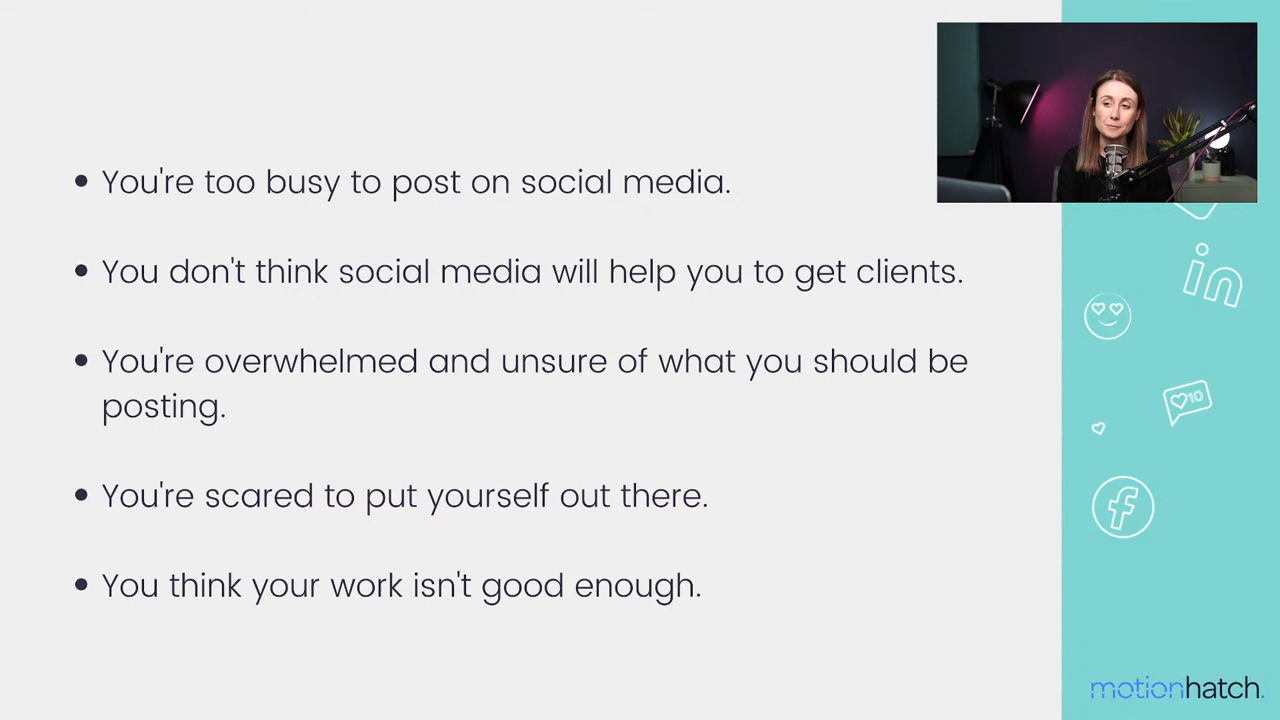 • You're too busy to post on social media.
• You don't think social media will help you to get clients.
• You're overwhelmed and unsure of what you should be
posting.
• You're scared to put yourself out there.
• You think your work isn't good enough.
in
10
f
motionhatch.